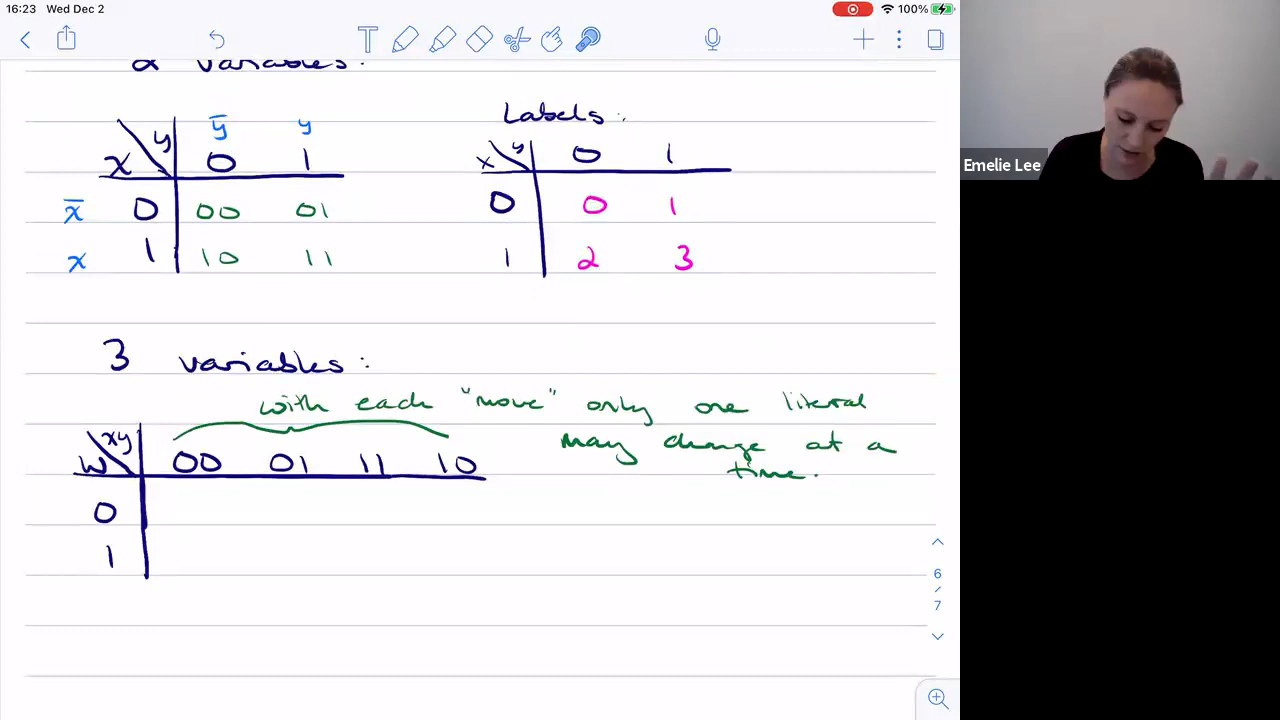 16:23 Wed Dec 2
100%
T
2 variables:
x y ȳ 0 y 1
x̄ 0 00 01
x 1 10 11
Labels:
x y 0 1
0 0 1
1 2 3
3 variables:
with each "move" only one literal
may change at a
time.
w xy 00 01 11 10
0
1
6
/
7
Emelie Lee